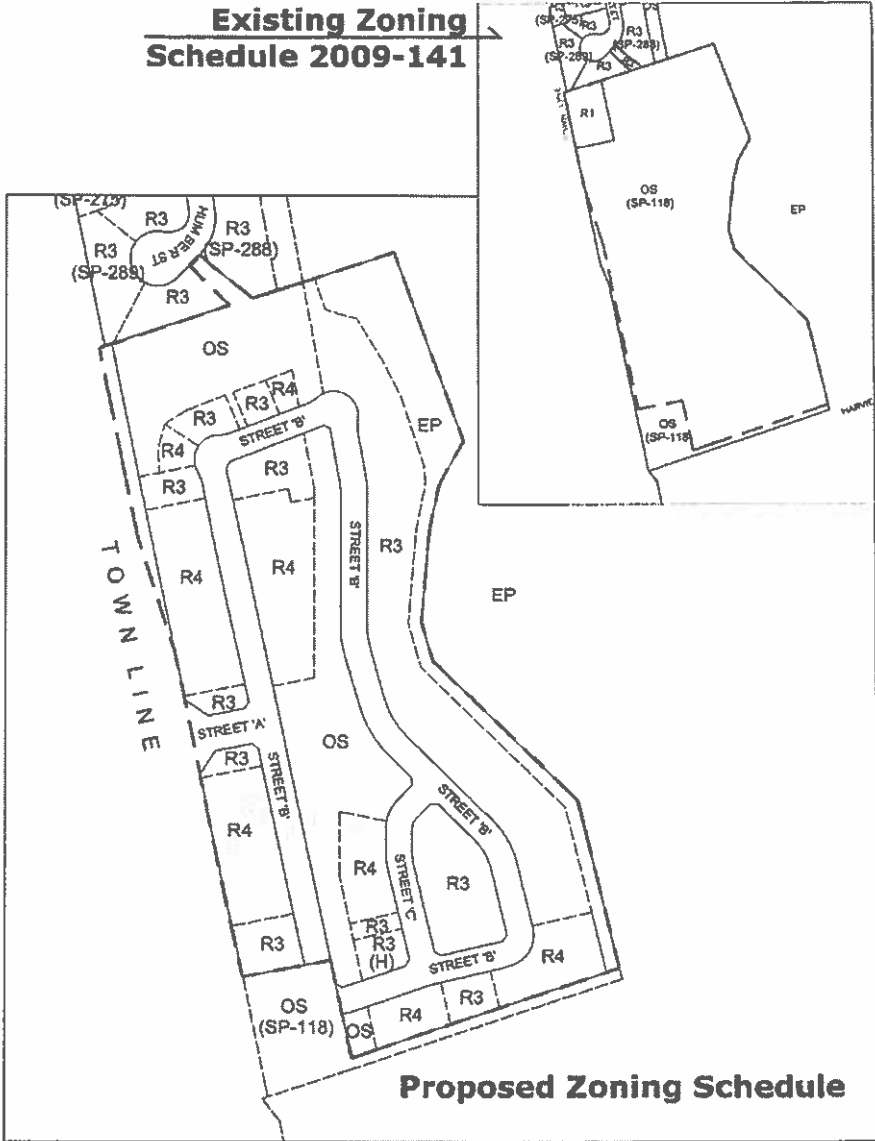 Existing Zoning
Schedule 2009-141
R3
R3
(SP-289)
R3
(SP-288)
R3
R1
OS
(SP-118)
EP
OS
(SP-118)
R3
R3
(SP-289)
HUMBER ST
R3
(SP-288)
R3
OS
R3
R3
R4
EP
R4
STREET 'B'
R3
R3
TOWN LINE
R4
R4
STREET 'B'
R3
EP
R3
STREET 'A'
OS
R3
STREET 'B'
STREET 'B'
R4
R4
STREET 'C'
R3
R3
R3
R3
(H)
STREET 'B'
R4
OS
(SP-118)
OS
R4
R3
Proposed Zoning Schedule